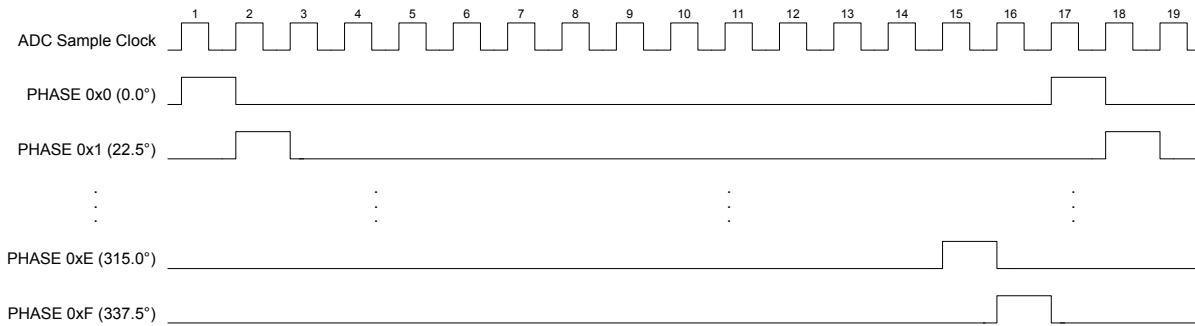 1 2 3 4 5 6 7 8 9 10 11 12 13 14 15 16 17 18 19
ADC Sample Clock
PHASE 0x0 (0.0°)
PHASE 0x1 (22.5°)
PHASE 0xE (315.0°)
PHASE 0xF (337.5°)